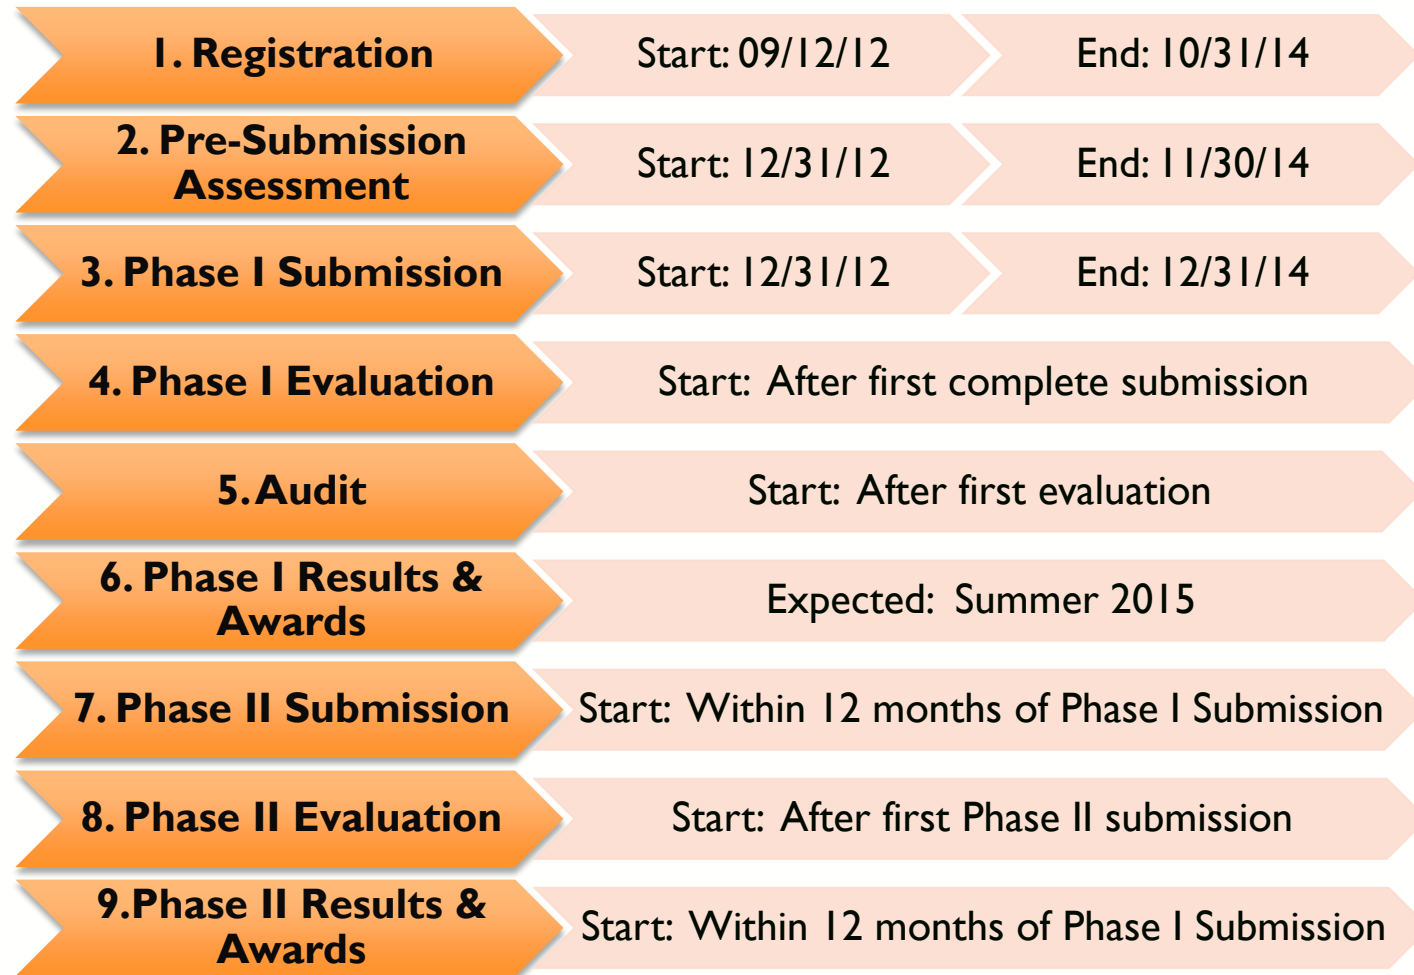 1. Registration
Start: 09/12/12
End: 10/31/14
2. Pre-Submission
Assessment
Start: 12/31/12
End: 11/30/14
3. Phase I Submission
Start: 12/31/12
End: 12/31/14
4. Phase I Evaluation
Start: After first complete submission
5. Audit
Start: After first evaluation
6. Phase I Results &
Awards
Expected: Summer 2015
7. Phase II Submission
Start: Within 12 months of Phase I Submission
8. Phase II Evaluation
Start: After first Phase II submission
9.Phase II Results &
Awards
Start: Within 12 months of Phase I Submission